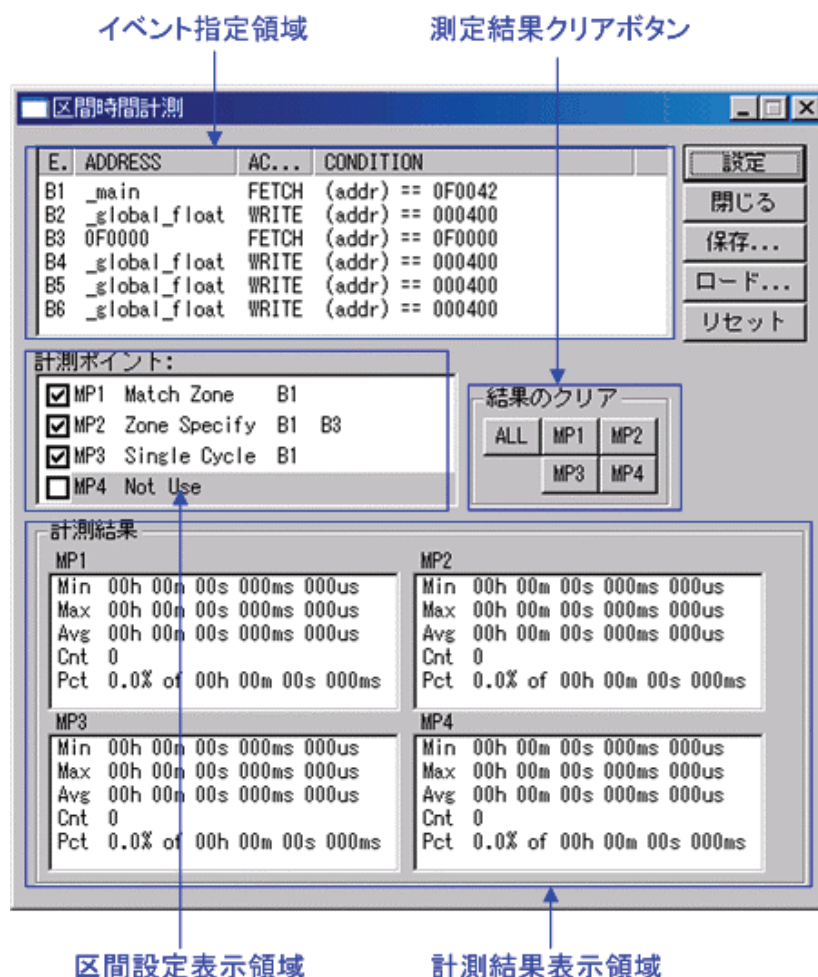 イベント指定領域 測定結果クリアボタン
区間時間計測
E. ADDRESS AC... CONDITION
B1 _main FETCH (addr) == 0F0042
B2 _global_float WRITE (addr) == 000400
B3 0F0000 FETCH (addr) == 0F0000
B4 _global_float WRITE (addr) == 000400
B5 _global_float WRITE (addr) == 000400
B6 _global_float WRITE (addr) == 000400
設定
閉じる
保存...
ロード...
リセット
計測ポイント:
MP1 Match Zone B1
MP2 Zone Specify B1 B3
MP3 Single Cycle B1
MP4 Not Use
結果のクリア
ALL MP1 MP2
MP3 MP4
計測結果
MP1
Min 00h 00m 00s 000ms 000us
Max 00h 00m 00s 000ms 000us
Avg 00h 00m 00s 000ms 000us
Cnt 0
Pct 0.0% of 00h 00m 00s 000ms
MP2
Min 00h 00m 00s 000ms 000us
Max 00h 00m 00s 000ms 000us
Avg 00h 00m 00s 000ms 000us
Cnt 0
Pct 0.0% of 00h 00m 00s 000ms
MP3
Min 00h 00m 00s 000ms 000us
Max 00h 00m 00s 000ms 000us
Avg 00h 00m 00s 000ms 000us
Cnt 0
Pct 0.0% of 00h 00m 00s 000ms
MP4
Min 00h 00m 00s 000ms 000us
Max 00h 00m 00s 000ms 000us
Avg 00h 00m 00s 000ms 000us
Cnt 0
Pct 0.0% of 00h 00m 00s 000ms
区間設定表示領域 計測結果表示領域